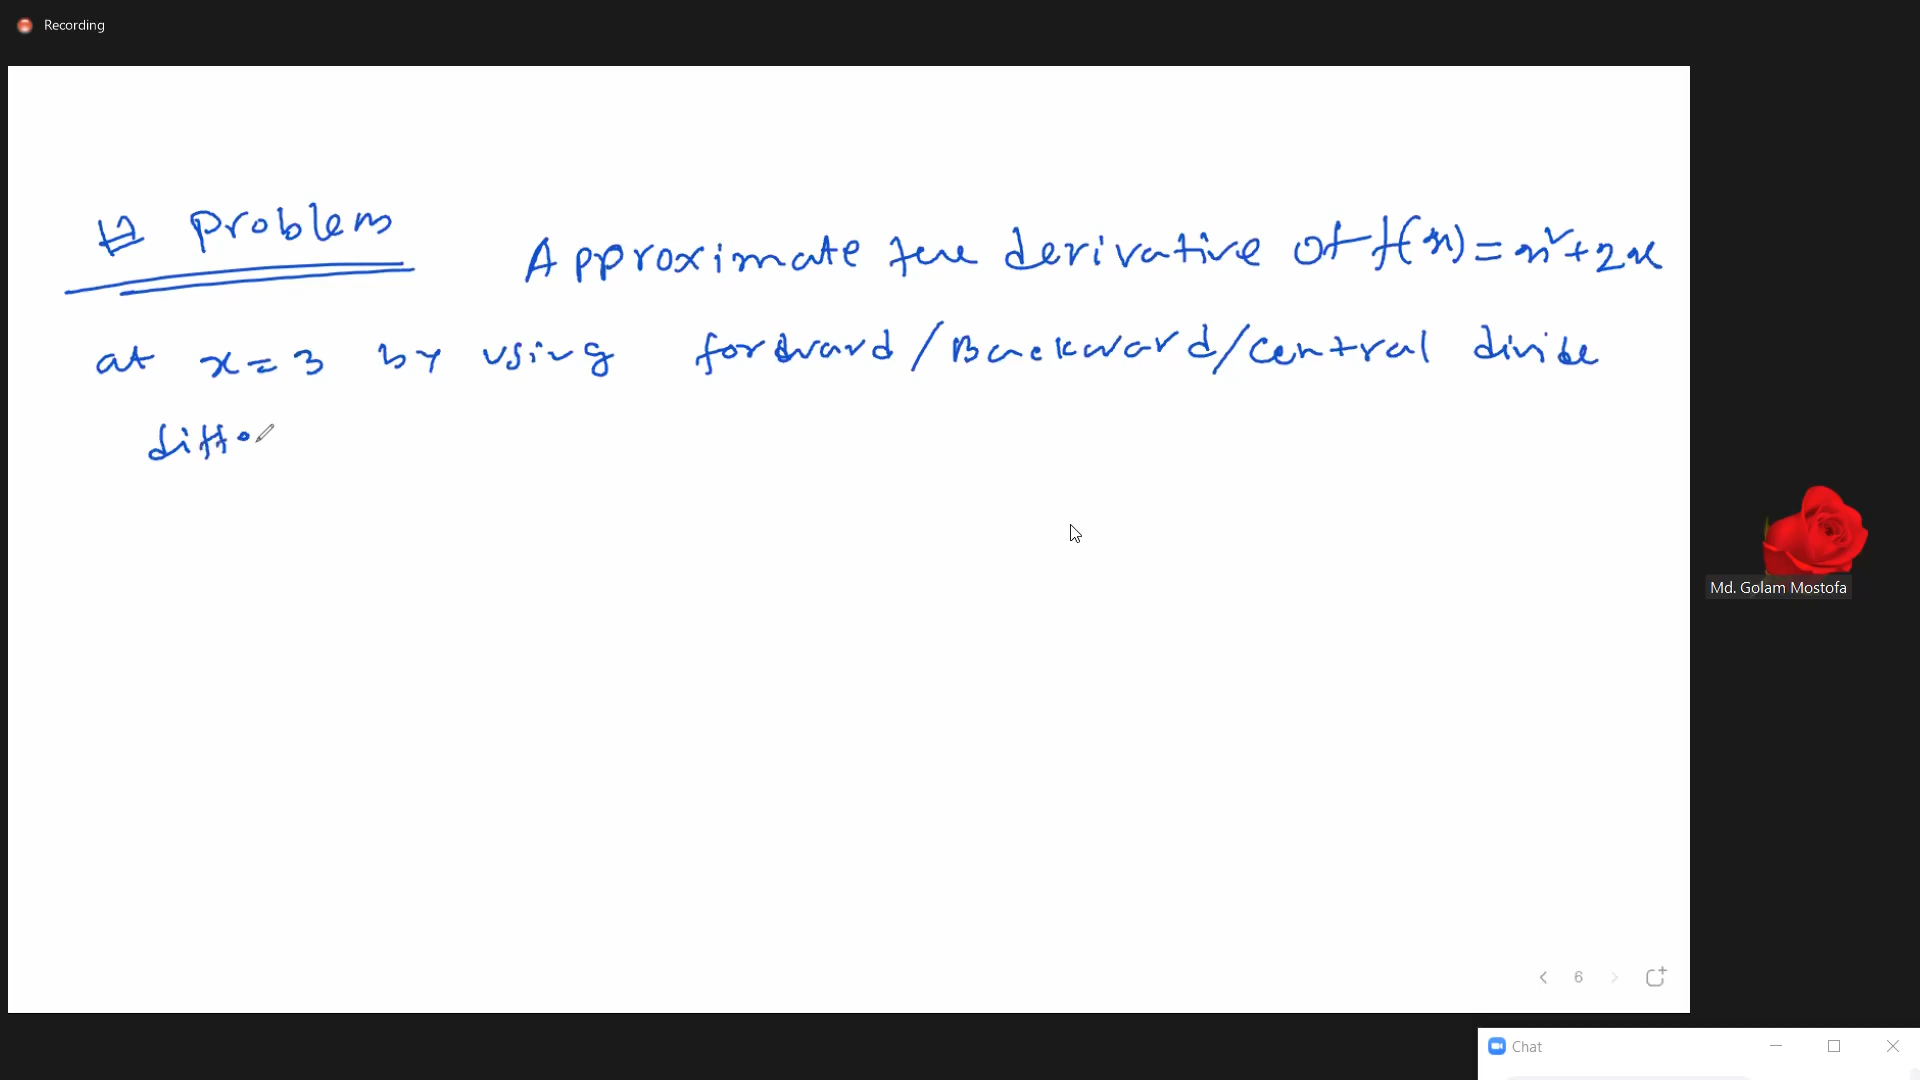 Recording
# Problem
Approximate the derivative of f(x) = x² + 2x
at x = 3 by using forward / Backward / central divide
diff.
Md. Golam Mostofa
6
Chat